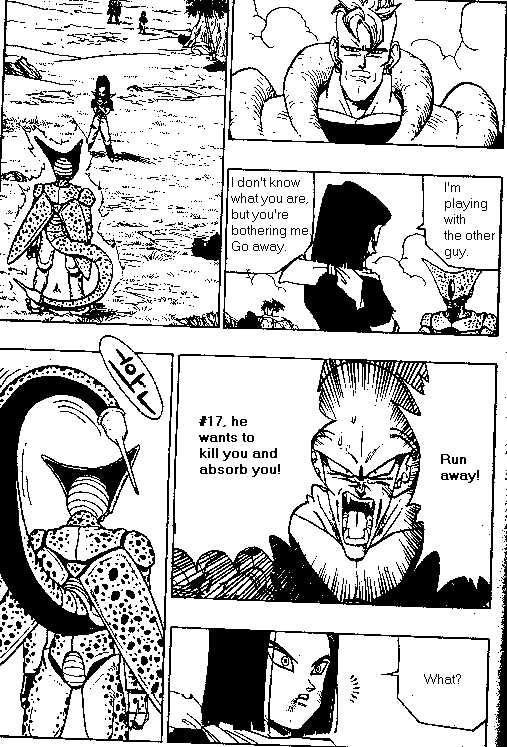 I don't know
what you are,
but you're
bothering me
Go away.
I'm
playing
with
the other
guy.
#17, he
wants to
kill you and
absorb you!
Run
away!
What?